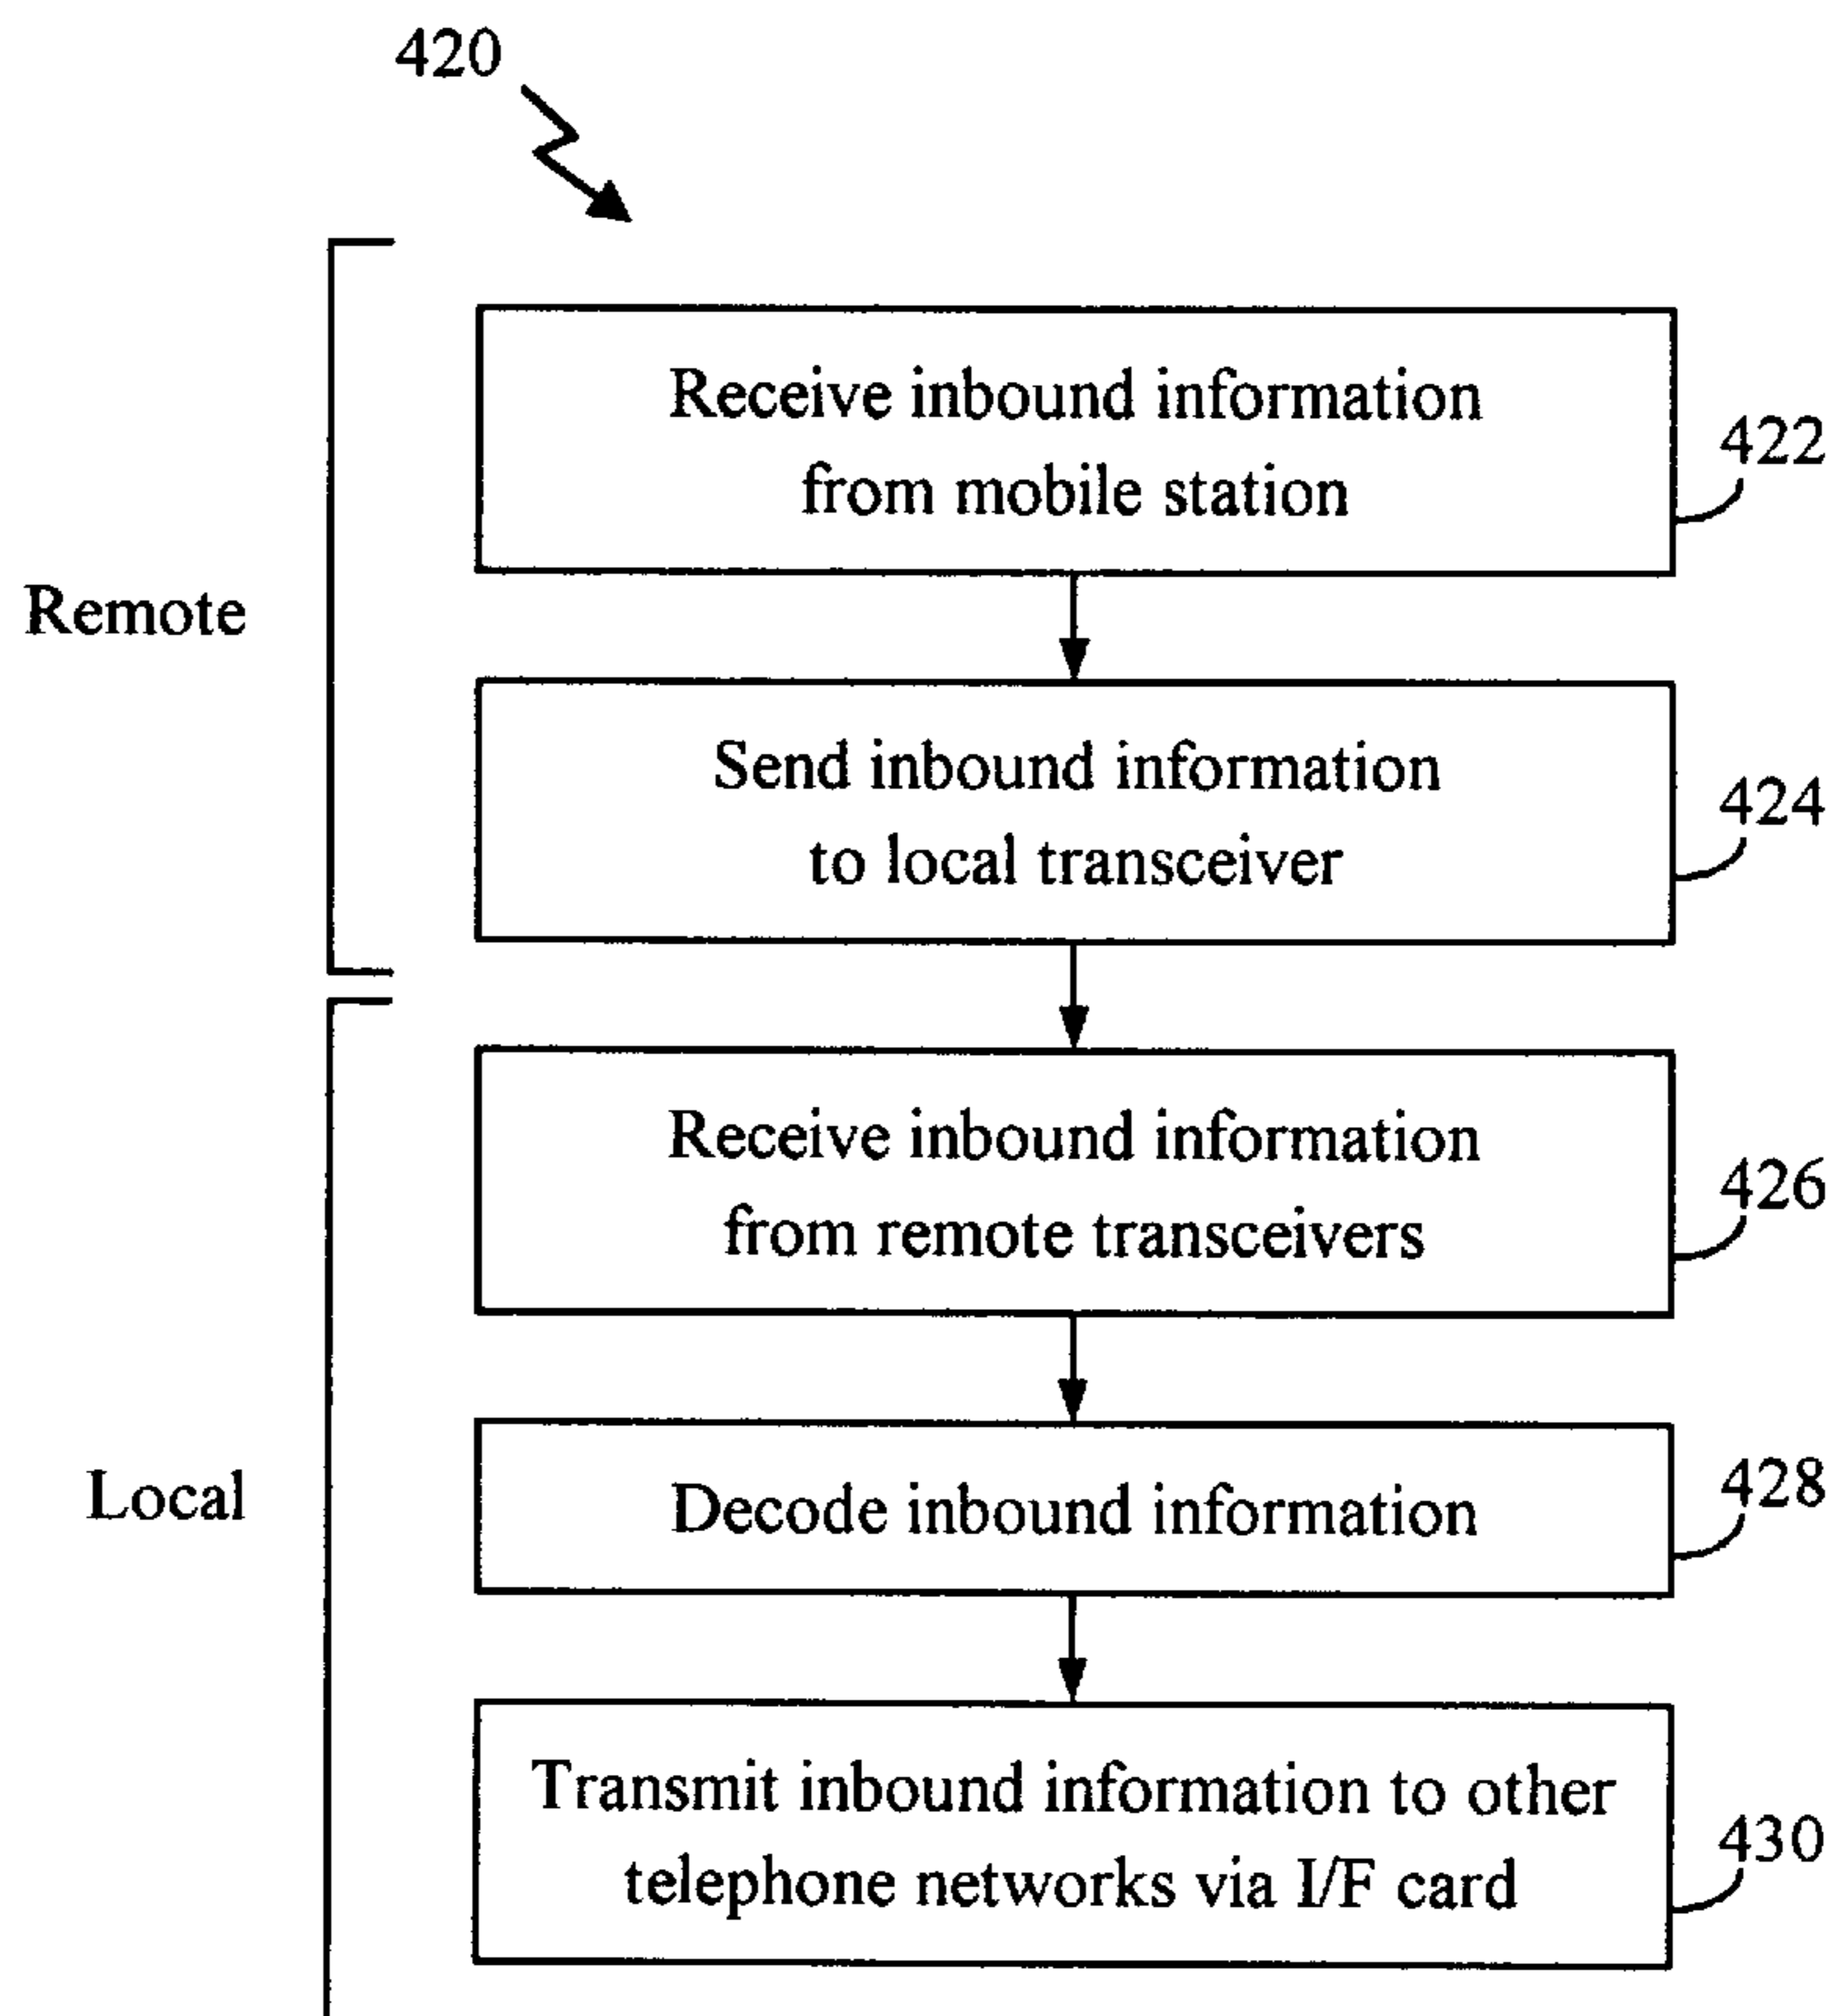 420
Receive inbound information
from mobile station
422
Remote
Send inbound information
to local transceiver
424
Receive inbound information
from remote transceivers
426
Local
Decode inbound information
428
Transmit inbound information to other
telephone networks via I/F card
430